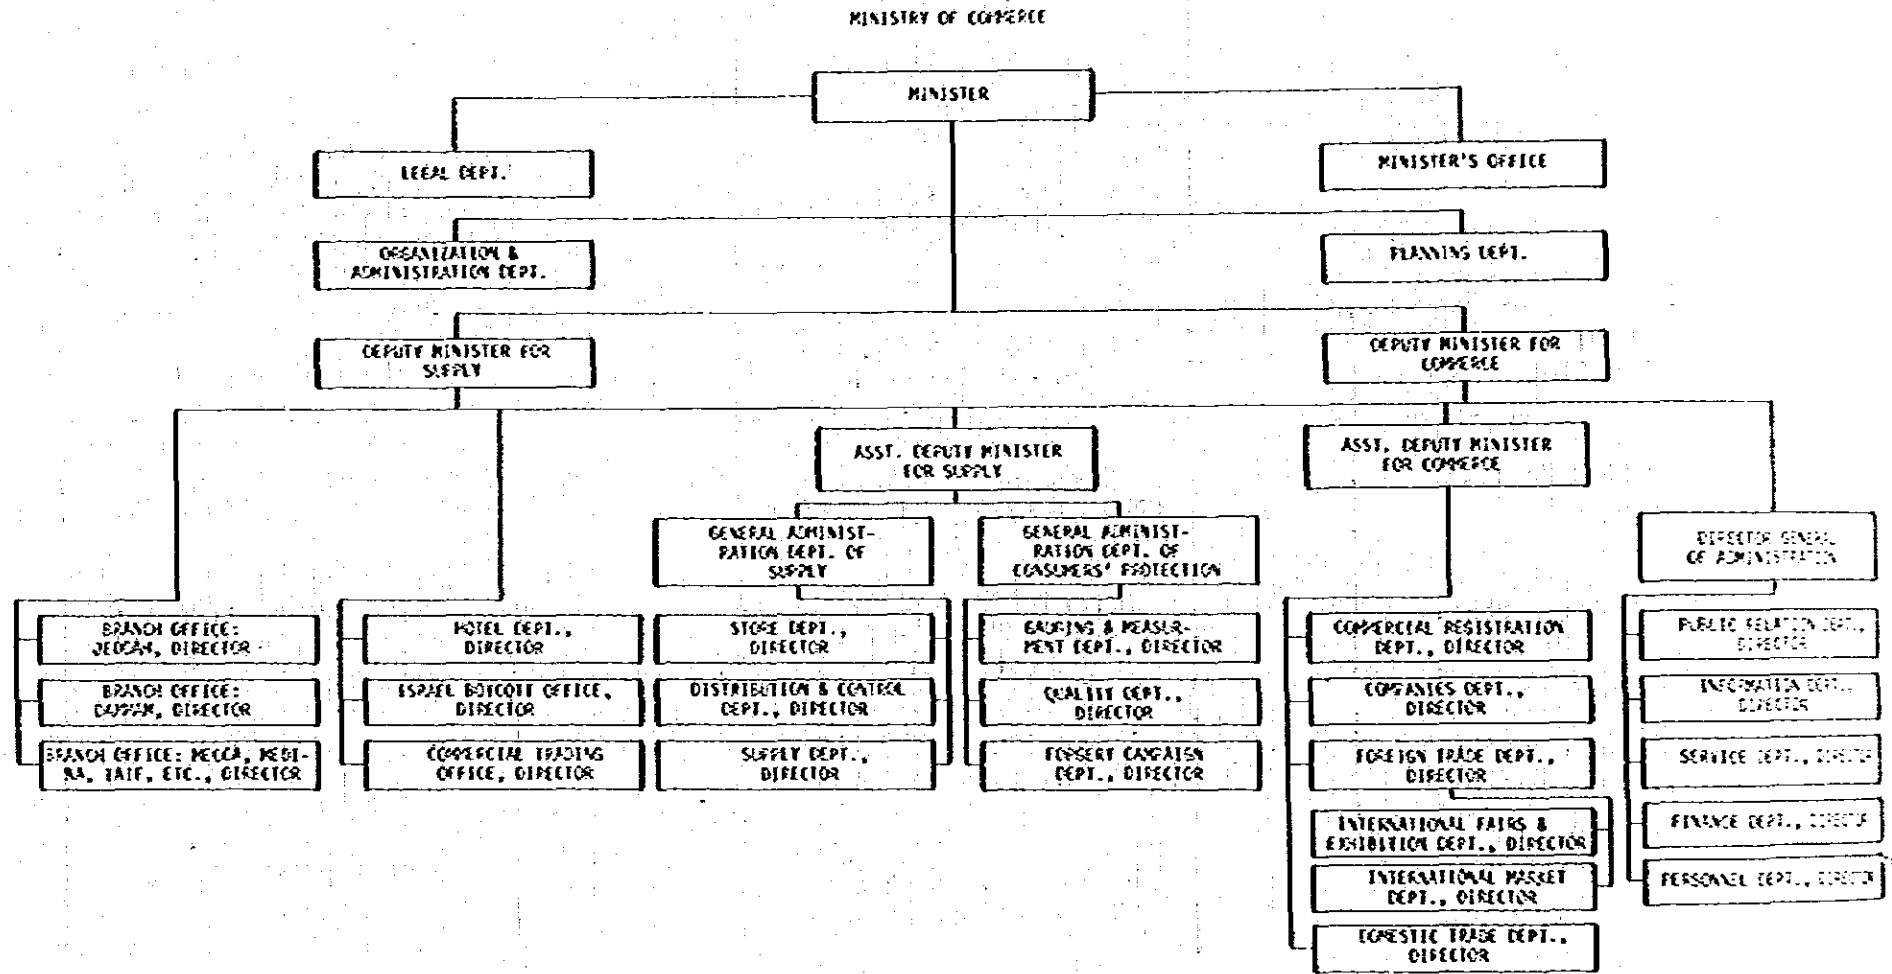 MINISTRY OF COMMERCE
MINISTER
LEGAL DEPT.
MINISTER'S OFFICE
ORGANIZATION &
ADMINISTRATION DEPT.
PLANNING DEPT.
DEPUTY MINISTER FOR
SUPPLY
DEPUTY MINISTER FOR
COMMERCE
ASST. DEPUTY MINISTER
FOR SUPPLY
ASST. DEPUTY MINISTER
FOR COMMERCE
GENERAL ADMINIST-
RATION DEPT. OF
SUPPLY
GENERAL ADMINIST-
RATION DEPT. OF
CONSUMERS' PROTECTION
DIRECTOR GENERAL
OF ADMINISTRATION
BRANCH OFFICE:
JEDDAH, DIRECTOR
BRANCH OFFICE:
DAMMAM, DIRECTOR
BRANCH OFFICE: MECCA, MEDI-
NA, TAIF, ETC., DIRECTOR
HOTEL DEPT.,
DIRECTOR
ISRAEL BOYCOTT OFFICE,
DIRECTOR
COMMERCIAL TRADING
OFFICE, DIRECTOR
STORE DEPT.,
DIRECTOR
DISTRIBUTION & CONTROL
DEPT., DIRECTOR
SUPPLY DEPT.,
DIRECTOR
GAUGING & MEASUR-
MENT DEPT., DIRECTOR
QUALITY DEPT.,
DIRECTOR
FORGERY CAMPAIGN
DEPT., DIRECTOR
COMMERCIAL REGISTRATION
DEPT., DIRECTOR
COMPANIES DEPT.,
DIRECTOR
FOREIGN TRADE DEPT.,
DIRECTOR
INTERNATIONAL FAIRS &
EXHIBITION DEPT., DIRECTOR
INTERNATIONAL MARKET
DEPT., DIRECTOR
DOMESTIC TRADE DEPT.,
DIRECTOR
PUBLIC RELATION DEPT.,
DIRECTOR
INFORMATION DEPT.,
DIRECTOR
SERVICE DEPT., DIRECTOR
FINANCE DEPT., DIRECTOR
PERSONNEL DEPT., DIRECTOR